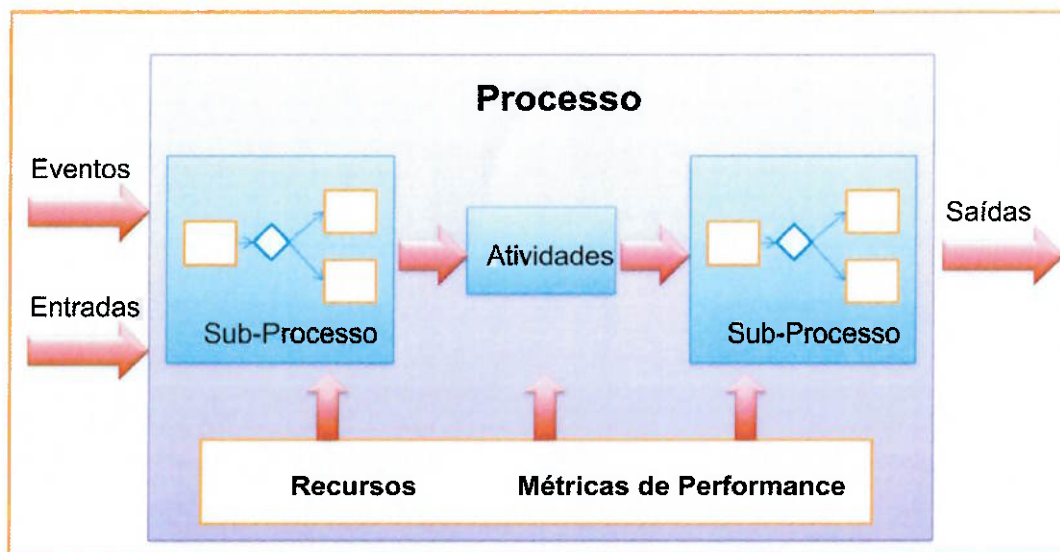 Processo
Eventos
Entradas
Sub-Processo
Atividades
Sub-Processo
Saídas
Recursos
Métricas de Performance